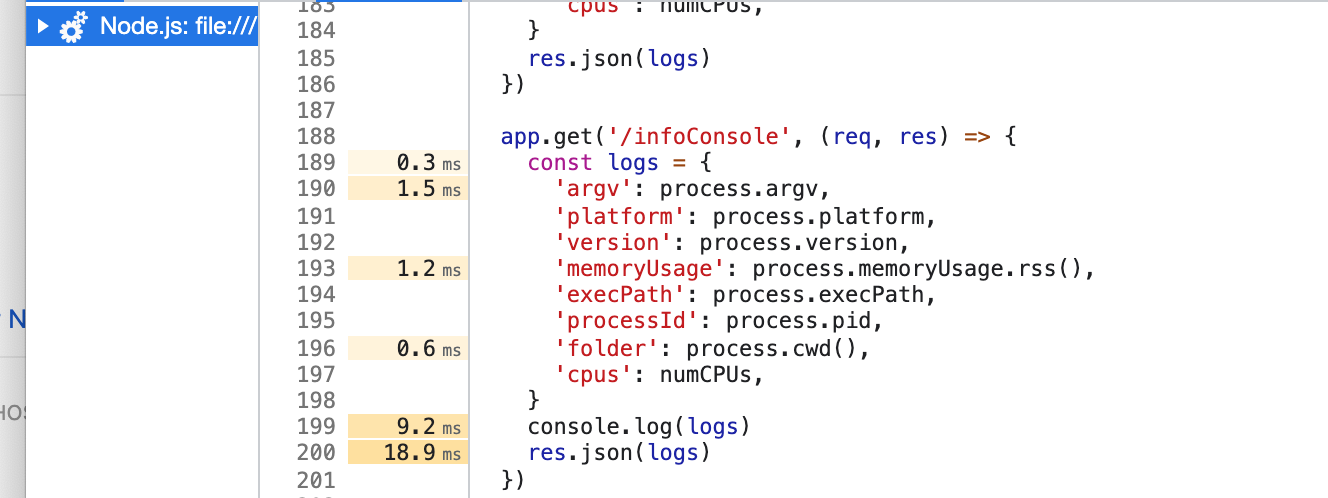 Node.js: file:///
183 'cpus': numCPUs,
184 }
185 res.json(logs)
186 })
187
188 app.get('/infoConsole', (req, res) => {
189 0.3 ms const logs = {
190 1.5 ms 'argv': process.argv,
191 'platform': process.platform,
192 'version': process.version,
193 1.2 ms 'memoryUsage': process.memoryUsage.rss(),
194 'execPath': process.execPath,
195 'processId': process.pid,
196 0.6 ms 'folder': process.cwd(),
197 'cpus': numCPUs,
198 }
199 9.2 ms console.log(logs)
200 18.9 ms res.json(logs)
201 })
N